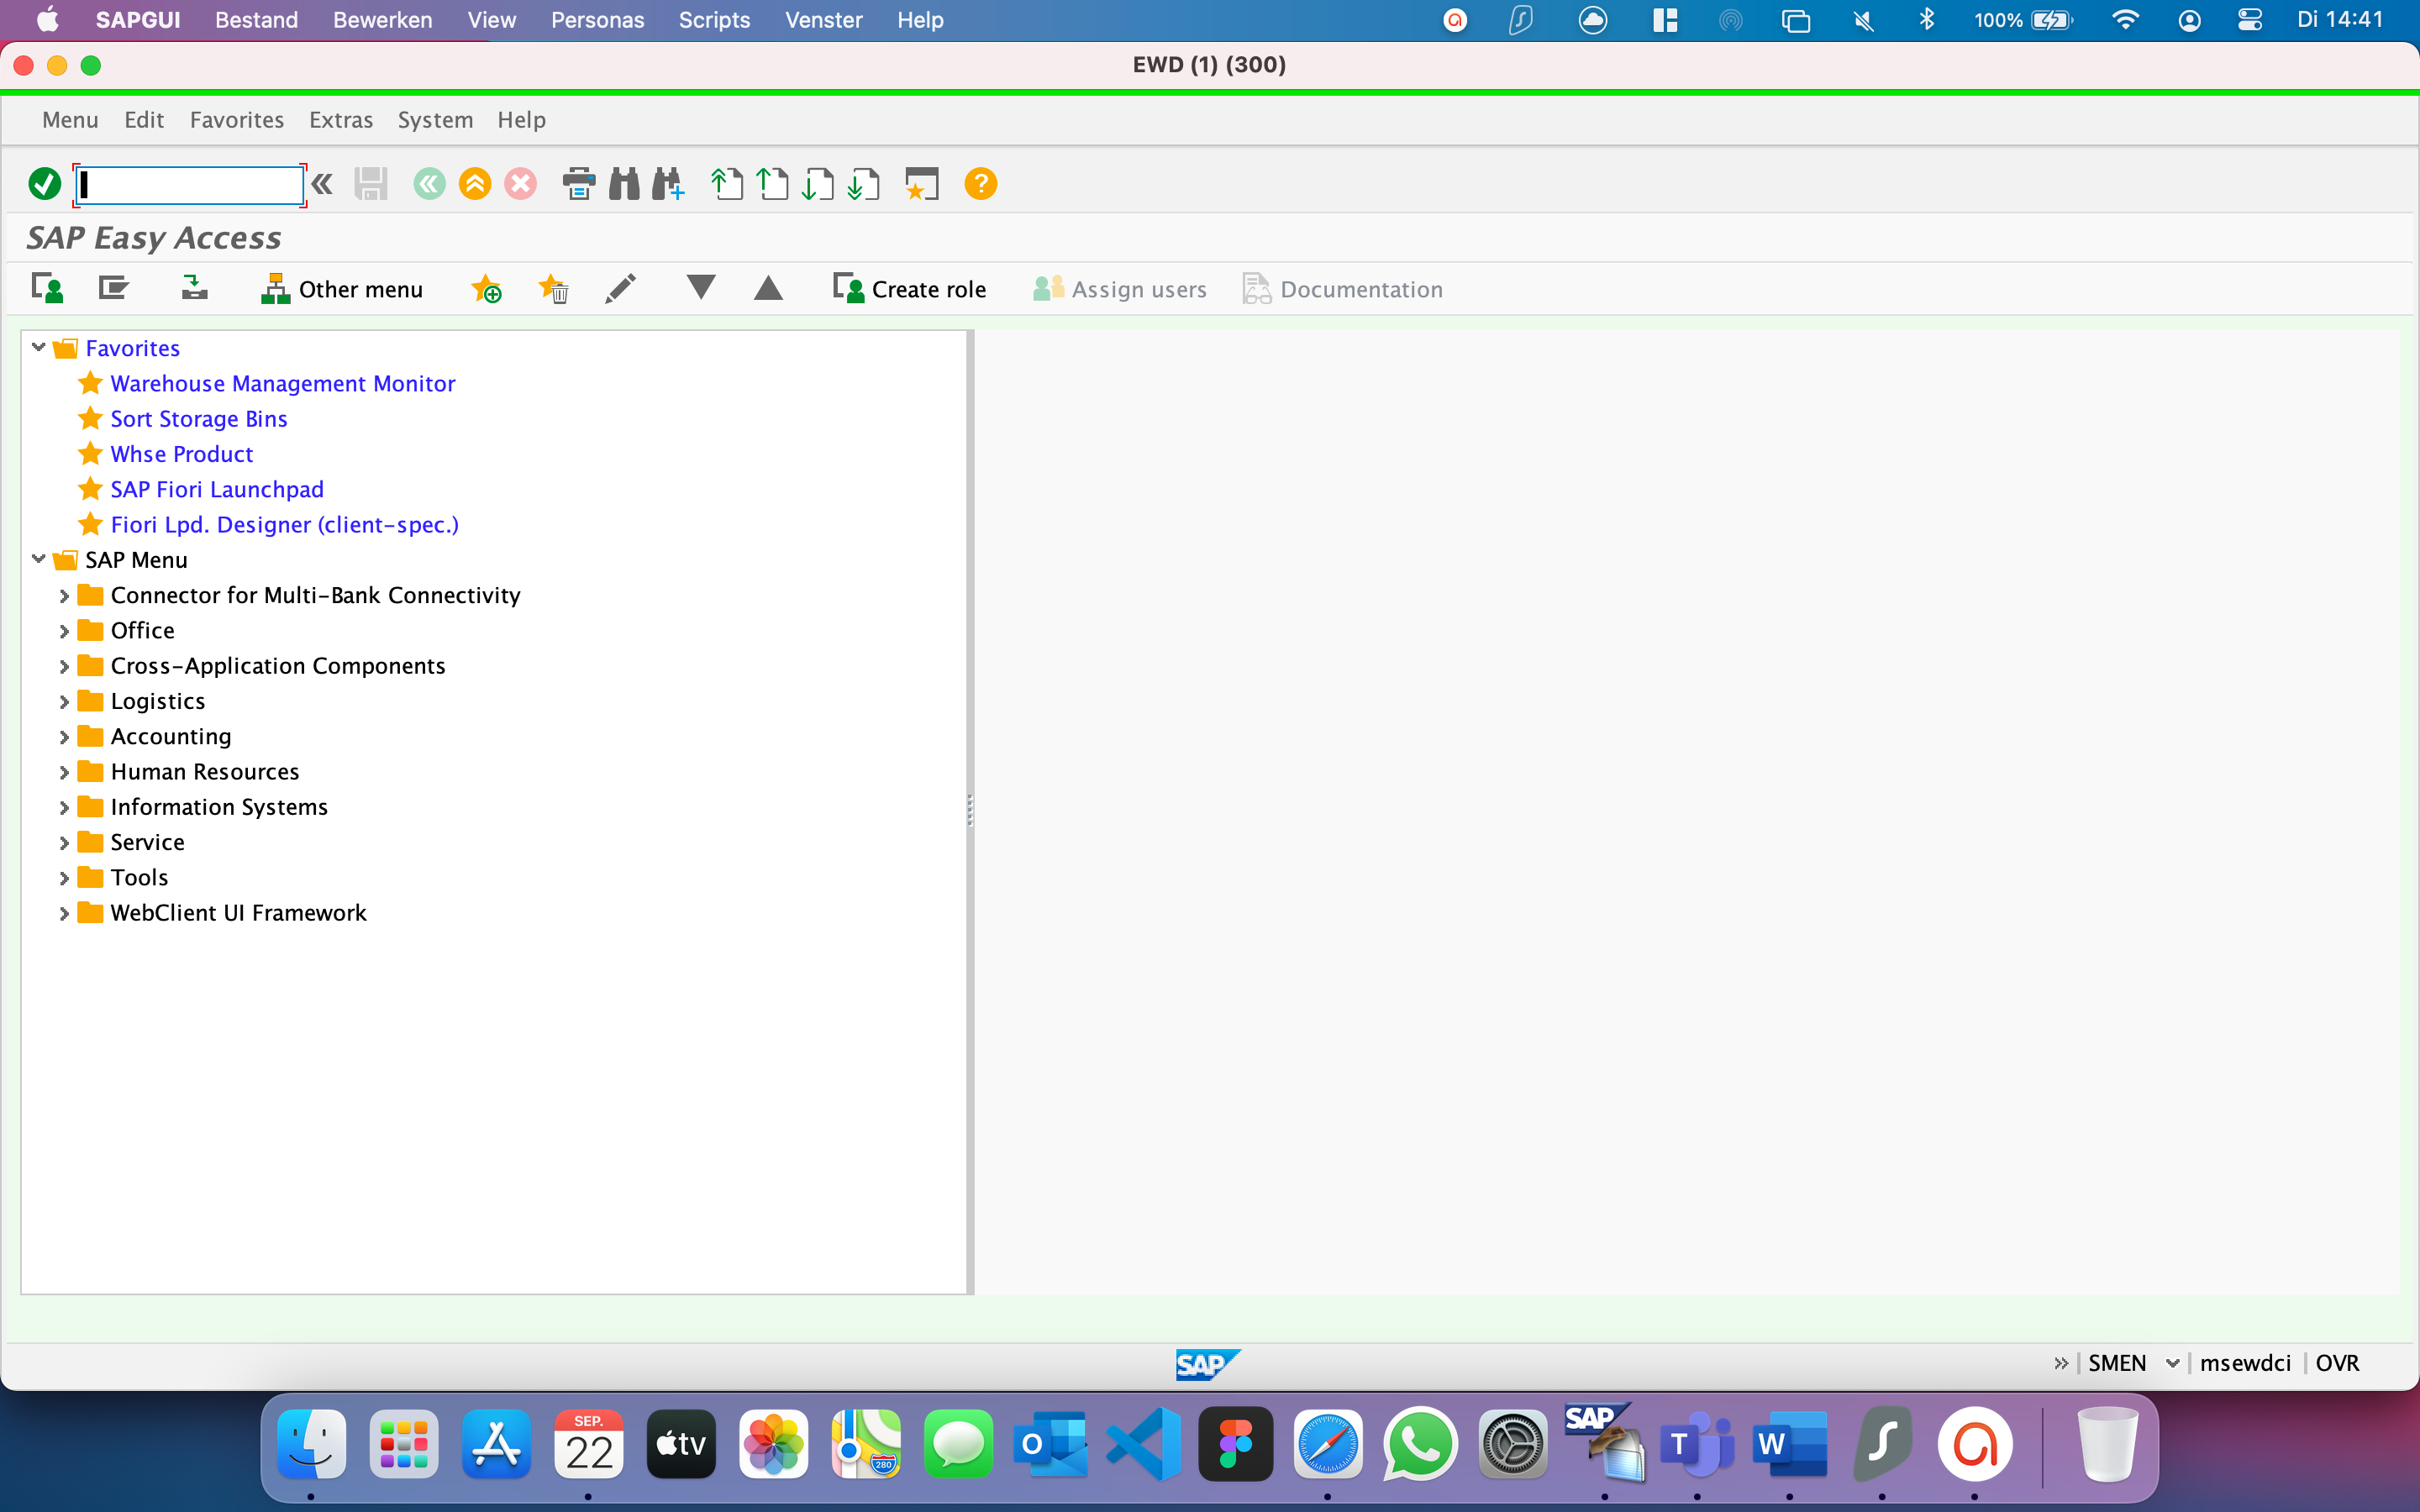 SAPGUI Bestand Bewerken View Personas Scripts Venster Help 100% Di 14:41
EWD (1) (300)
Menu Edit Favorites Extras System Help
SAP Easy Access
Other menu Create role Assign users Documentation
Favorites
Warehouse Management Monitor
Sort Storage Bins
Whse Product
SAP Fiori Launchpad
Fiori Lpd. Designer (client-spec.)
SAP Menu
Connector for Multi-Bank Connectivity
Office
Cross-Application Components
Logistics
Accounting
Human Resources
Information Systems
Service
Tools
WebClient UI Framework
SAP SMEN msewdci OVR
SEP.
22
tv
280
O
SAP
T
W